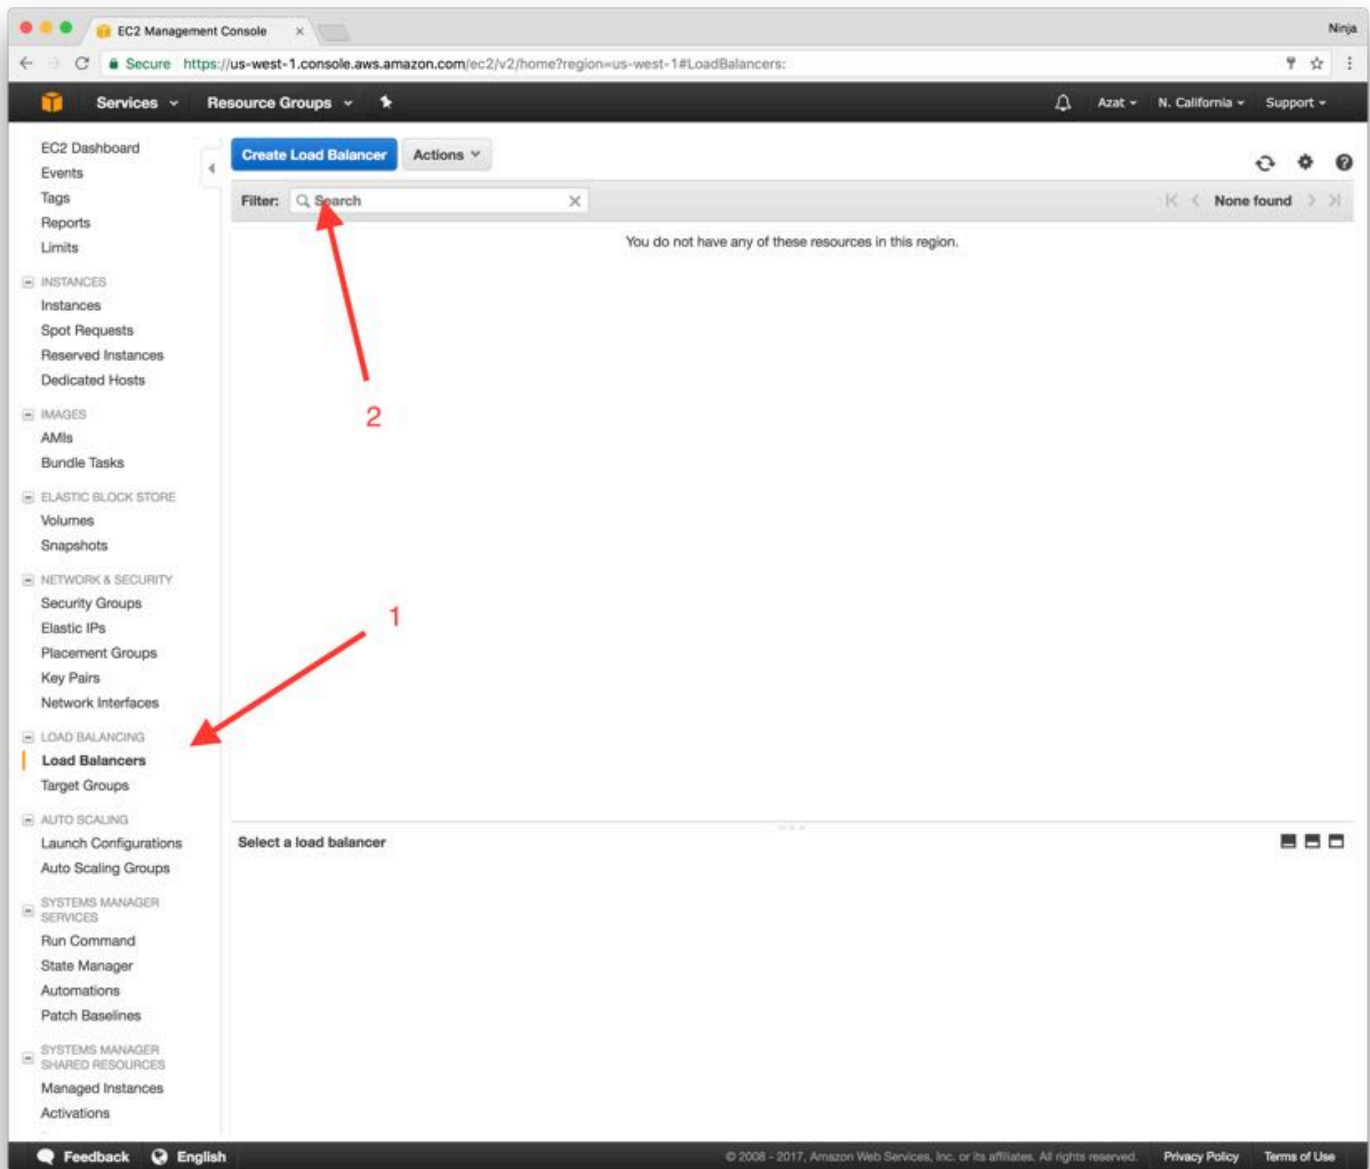 EC2 Management Console
Ninja
Secure https://us-west-1.console.aws.amazon.com/ec2/v2/home?region=us-west-1#LoadBalancers:
Services Resource Groups Azat N. California Support
EC2 Dashboard
Events
Tags
Reports
Limits
INSTANCES
Instances
Spot Requests
Reserved Instances
Dedicated Hosts
IMAGES
AMIs
Bundle Tasks
ELASTIC BLOCK STORE
Volumes
Snapshots
NETWORK & SECURITY
Security Groups
Elastic IPs
Placement Groups
Key Pairs
Network Interfaces
LOAD BALANCING
Load Balancers
Target Groups
AUTO SCALING
Launch Configurations
Auto Scaling Groups
SYSTEMS MANAGER
SERVICES
Run Command
State Manager
Automations
Patch Baselines
SYSTEMS MANAGER
SHARED RESOURCES
Managed Instances
Activations
Create Load Balancer Actions
Filter: Search None found
You do not have any of these resources in this region.
2
1
Select a load balancer
Feedback English © 2008 - 2017, Amazon Web Services, Inc. or its affiliates. All rights reserved. Privacy Policy Terms of Use